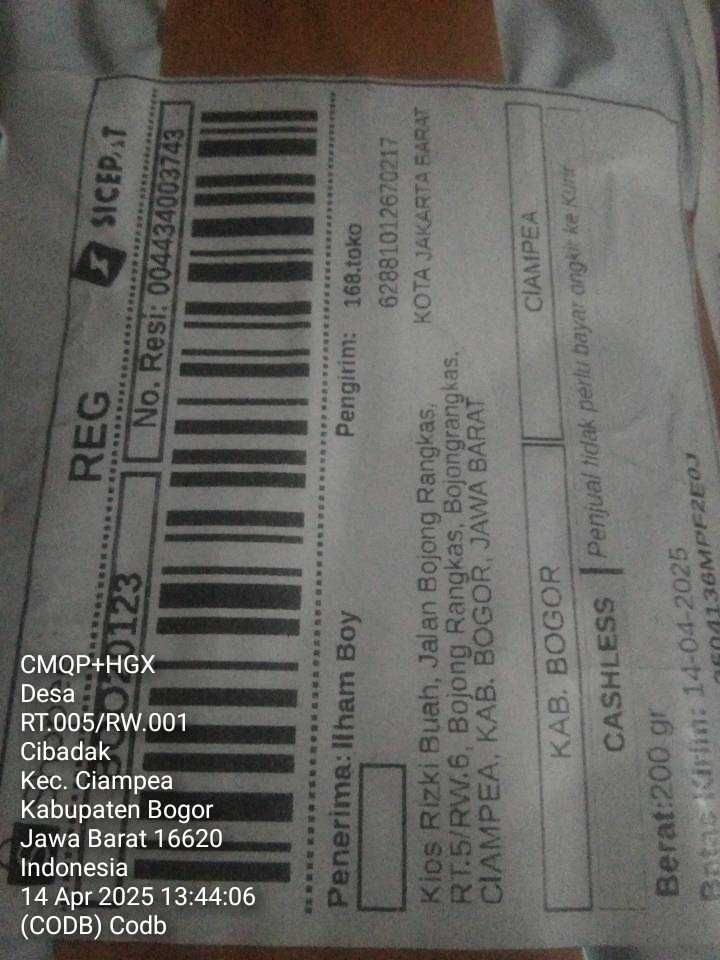 SICEPAT
REG
No. Resi: 004434003743
Penerima: Ilham Boy
Pengirim: 168.toko
62881012670217
KOTA JAKARTA BARAT
Kios Rizki Buah, Jalan Bojong Rangkas,
RT.5/RW.6, Bojong Rangkas, Bojongrangkas,
CIAMPEA, KAB. BOGOR, JAWA BARAT
KAB. BOGOR
CIAMPEA
CASHLESS
Penjual tidak perlu bayar ongkir ke Kurir
Berat:200 gr
Batas Kirim: 14-04-2025
CMQP+HGX
Desa
RT.005/RW.001
Cibadak
Kec. Ciampea
Kabupaten Bogor
Jawa Barat 16620
Indonesia
14 Apr 2025 13:44:06
(CODB) Codb